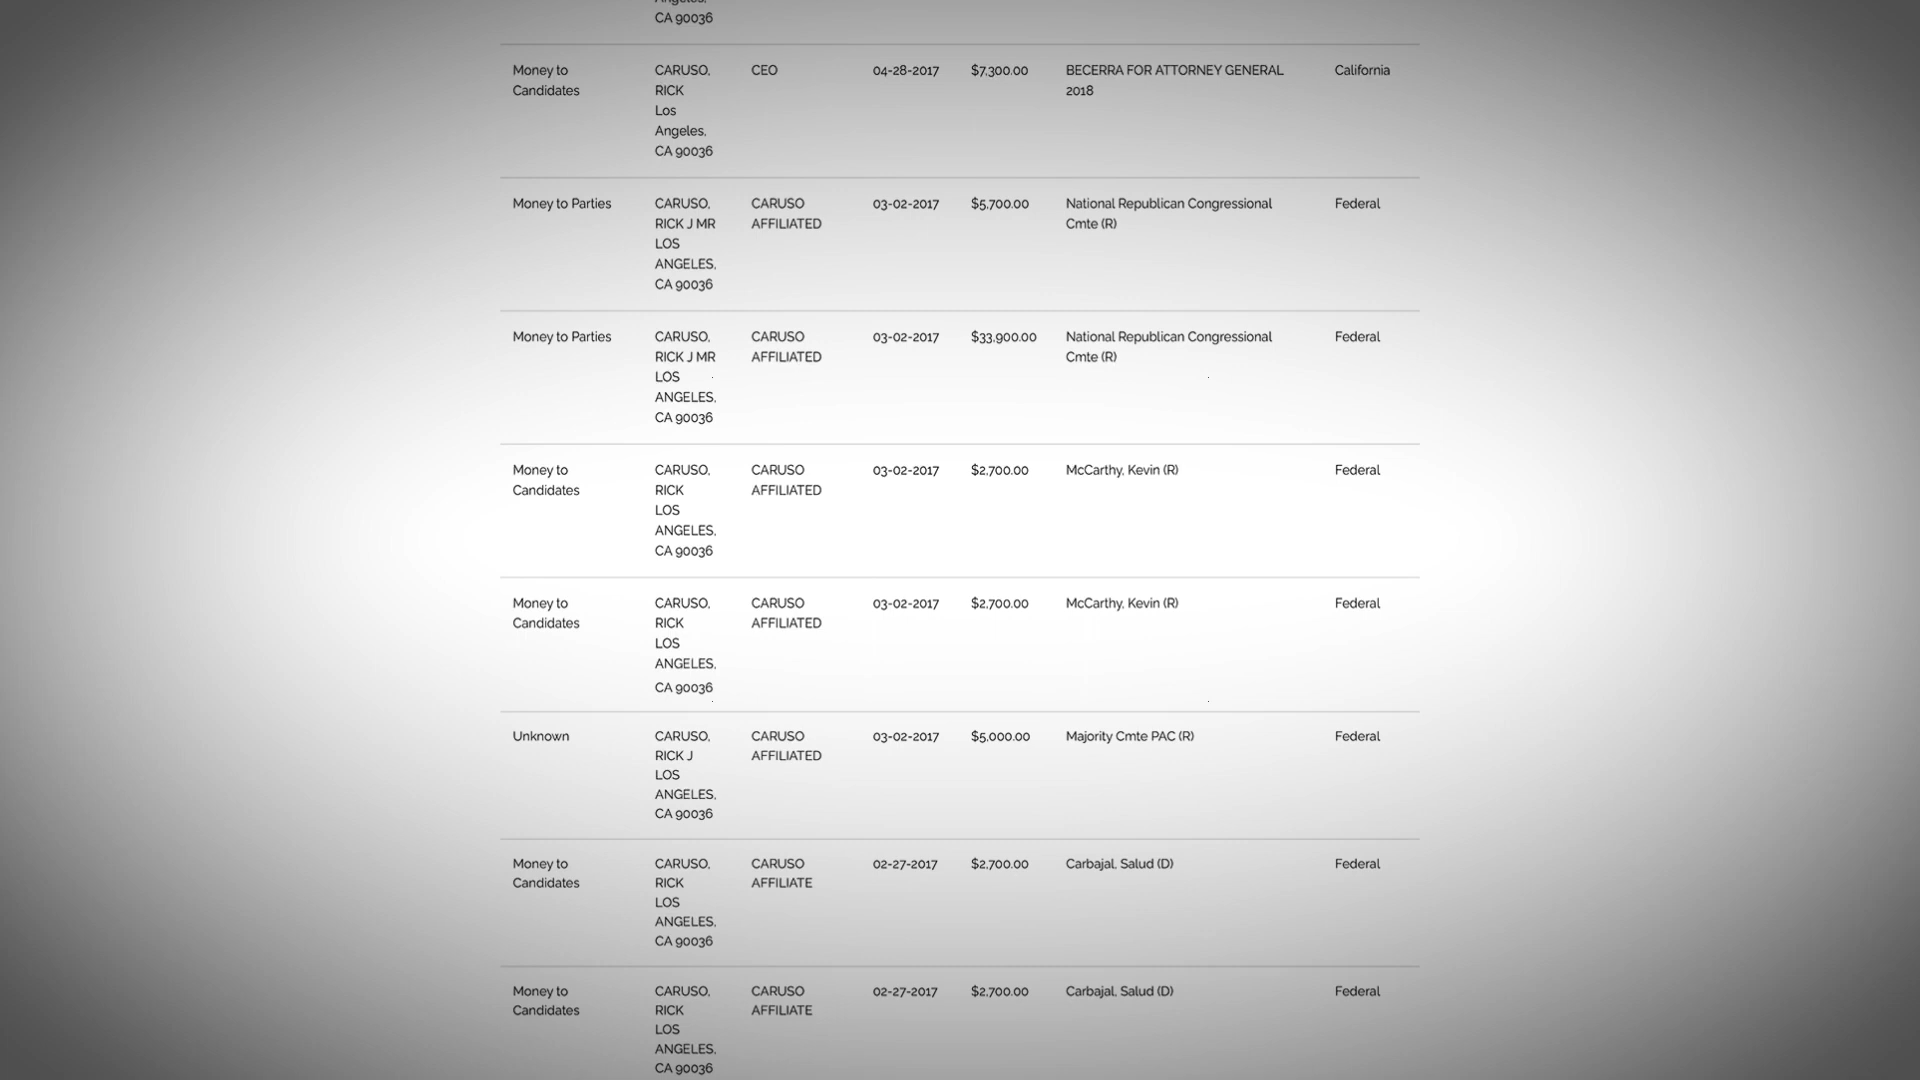 Angeles,
CA 90036
Money to CARUSO, CEO 04-28-2017 $7,300.00 BECERRA FOR ATTORNEY GENERAL California
Candidates RICK 2018
Los
Angeles,
CA 90036
Money to Parties CARUSO, CARUSO 03-02-2017 $5,700.00 National Republican Congressional Federal
RICK J MR AFFILIATED Cmte (R)
LOS
ANGELES,
CA 90036
Money to Parties CARUSO, CARUSO 03-02-2017 $33,900.00 National Republican Congressional Federal
RICK J MR AFFILIATED Cmte (R)
LOS
ANGELES,
CA 90036
Money to CARUSO, CARUSO 03-02-2017 $2,700.00 McCarthy, Kevin (R) Federal
Candidates RICK AFFILIATED
LOS
ANGELES,
CA 90036
Money to CARUSO, CARUSO 03-02-2017 $2,700.00 McCarthy, Kevin (R) Federal
Candidates RICK AFFILIATED
LOS
ANGELES,
CA 90036
Unknown CARUSO, CARUSO 03-02-2017 $5,000.00 Majority Cmte PAC (R) Federal
RICK J AFFILIATED
LOS
ANGELES,
CA 90036
Money to CARUSO, CARUSO 02-27-2017 $2,700.00 Carbajal, Salud (D) Federal
Candidates RICK AFFILIATE
LOS
ANGELES,
CA 90036
Money to CARUSO, CARUSO 02-27-2017 $2,700.00 Carbajal, Salud (D) Federal
Candidates RICK AFFILIATE
LOS
ANGELES,
CA 90036